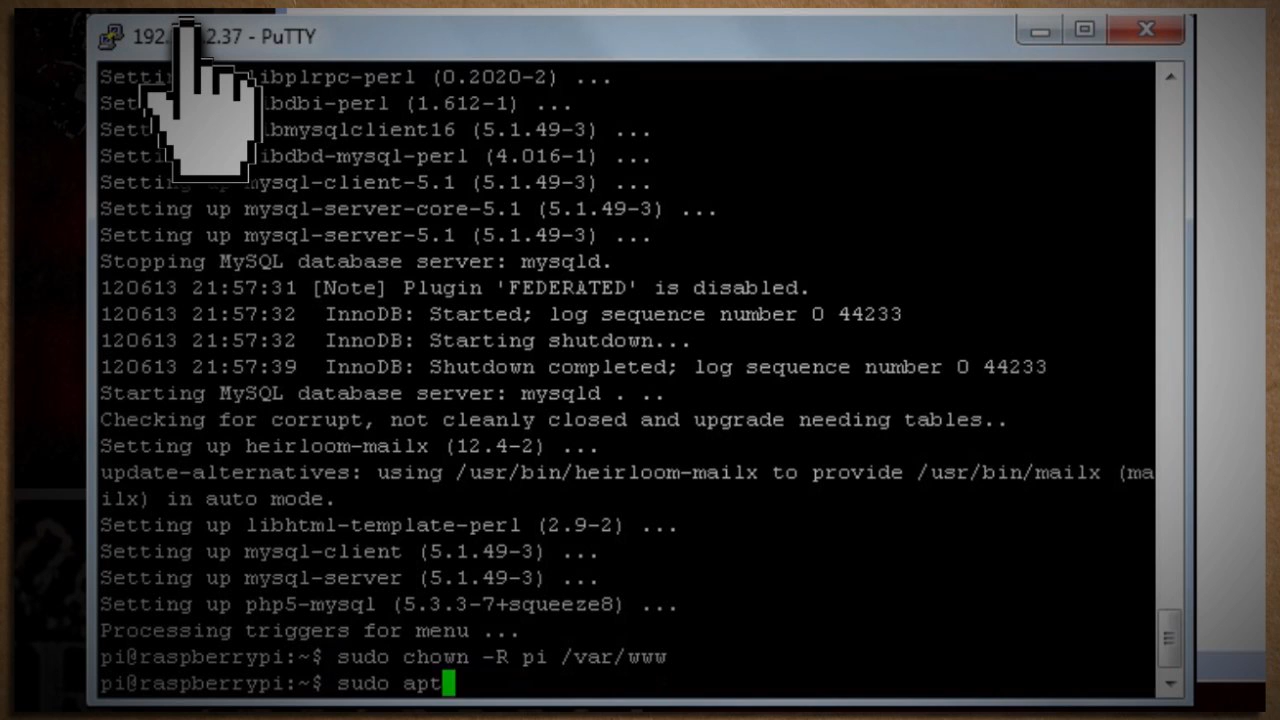 192. 2.37 - PuTTY
Setti ibplrpc-perl (0.2020-2) ...
Set bdbi-perl (1.612-1) ...
Sett bmysqlclient16 (5.1.49-3) ...
Setti ibdbd-mysql-perl (4.016-1) ...
Setting up mysql-client-5.1 (5.1.49-3) ...
Setting up mysql-server-core-5.1 (5.1.49-3) ...
Setting up mysql-server-5.1 (5.1.49-3) ...
Stopping MySQL database server: mysqld.
120613 21:57:31 [Note] Plugin 'FEDERATED' is disabled.
120613 21:57:32  InnoDB: Started; log sequence number 0 44233
120613 21:57:32  InnoDB: Starting shutdown...
120613 21:57:39  InnoDB: Shutdown completed; log sequence number 0 44233
Starting MySQL database server: mysqld . ..
Checking for corrupt, not cleanly closed and upgrade needing tables..
Setting up heirloom-mailx (12.4-2) ...
update-alternatives: using /usr/bin/heirloom-mailx to provide /usr/bin/mailx (ma
ilx) in auto mode.
Setting up libhtml-template-perl (2.9-2) ...
Setting up mysql-client (5.1.49-3) ...
Setting up mysql-server (5.1.49-3) ...
Setting up php5-mysql (5.3.3-7+squeeze8) ...
Processing triggers for menu ...
pi@raspberrypi:~$ sudo chown -R pi /var/www
pi@raspberrypi:~$ sudo apt